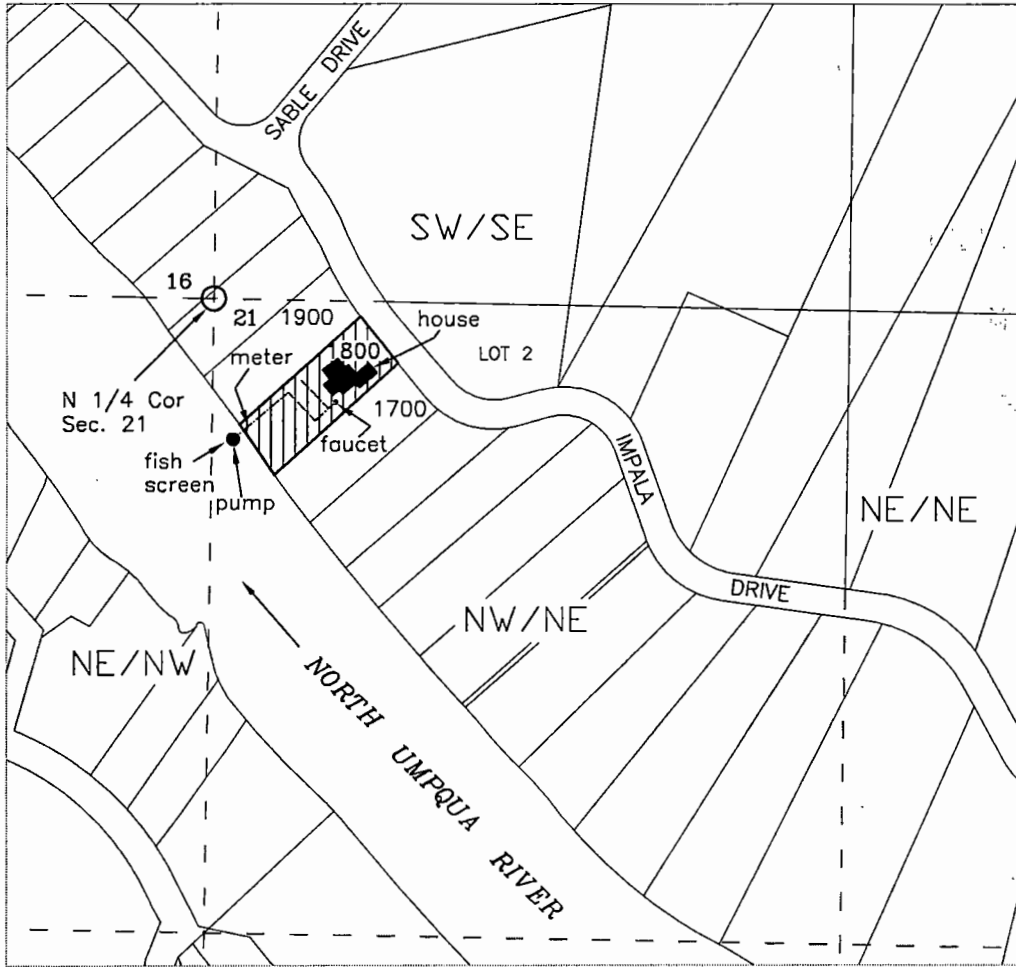 SABLE DRIVE
SW/SE
16
21
1900
house
meter
1800
LOT 2
N 1/4 Cor
Sec. 21
1700
faucet
fish
screen
pump
IMPALA
NE/NE
DRIVE
NW/NE
NE/NW
NORTH UMPQUA RIVER